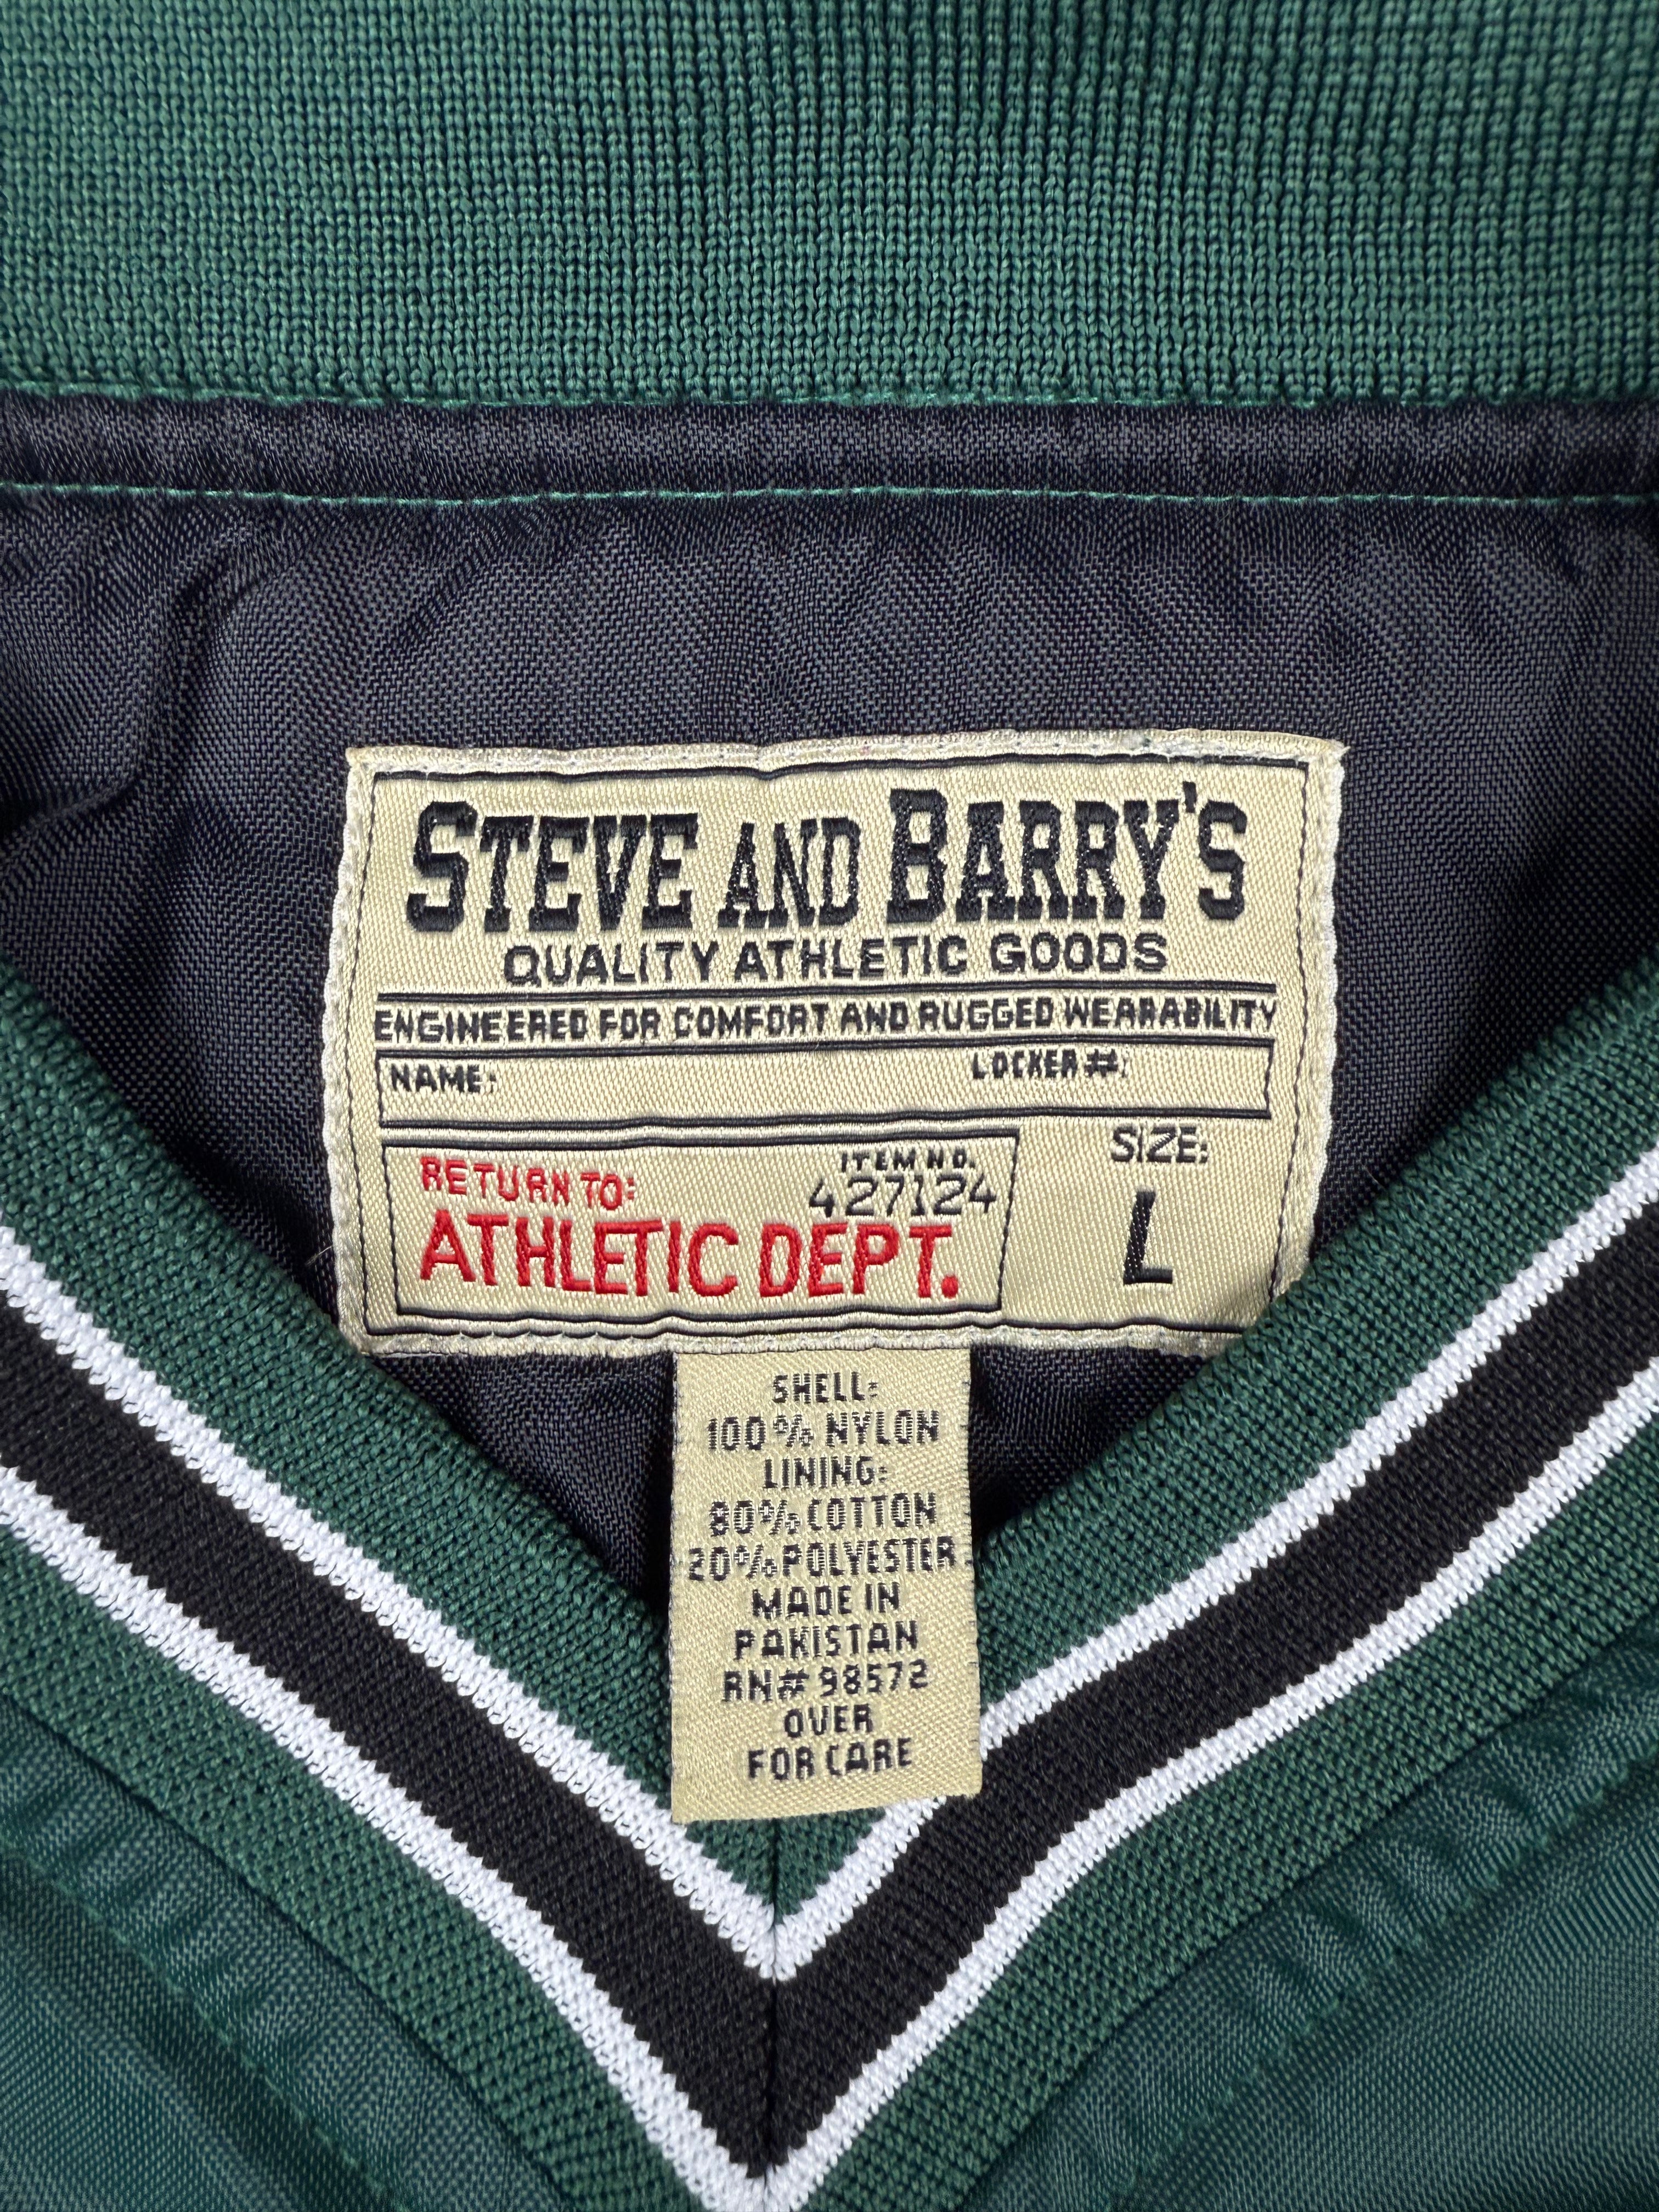 STEVE AND BARRY'S
QUALITY ATHLETIC GOODS
ENGINEERED FOR COMFORT AND RUGGED WEARABILITY
NAME: LOCKER #:
RETURN TO: ITEM NO. SIZE:
427124
ATHLETIC DEPT. L
SHELL:
100% NYLON
LINING:
80% COTTON
20% POLYESTER
MADE IN
PAKISTAN
RN# 98572
OVER
FOR CARE